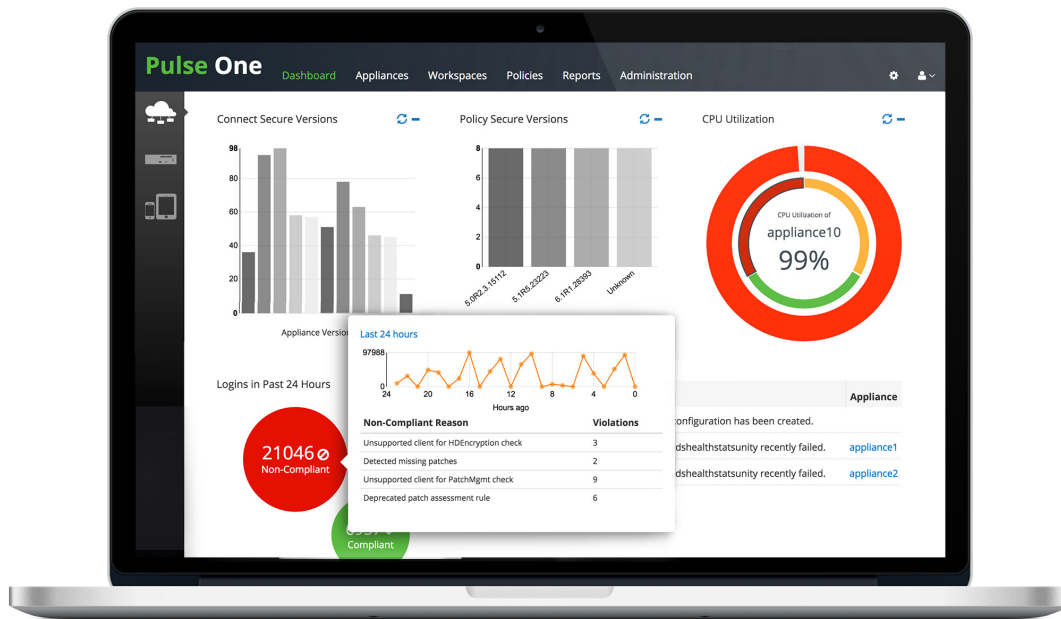 Pulse One
Dashboard Appliances Workspaces Policies Reports Administration
Connect Secure Versions
98
80
60
40
20
0
Appliance
Policy Secure Versions
8
6
4
2
0
5.0R2.3.15112 5.1R5.23223 6.1R1.28393 Unknown
CPU Utilization
CPU Utilization of
appliance10
99%
Logins in Past 24 Hours
21046
Non-Compliant
Compliant
Last 24 hours
97988
0
24 20 16 12 8 4 0
Hours ago
Non-Compliant Reason Violations
Unsupported client for HDEncryption check 3
Detected missing patches 2
Unsupported client for PatchMgmt check 9
Deprecated patch assessment rule 6
Appliance
configuration has been created.
dshealthstatsunity recently failed. appliance1
dshealthstatsunity recently failed. appliance2